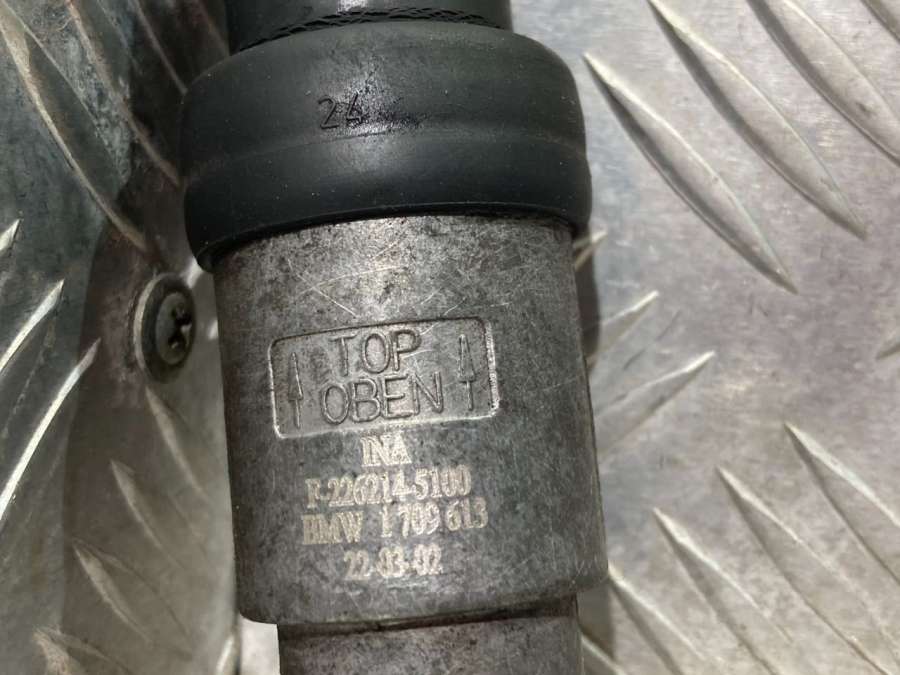 24
TOP
OBEN
INA
F-226214-5100
BMW 1 709 613
22-03-02